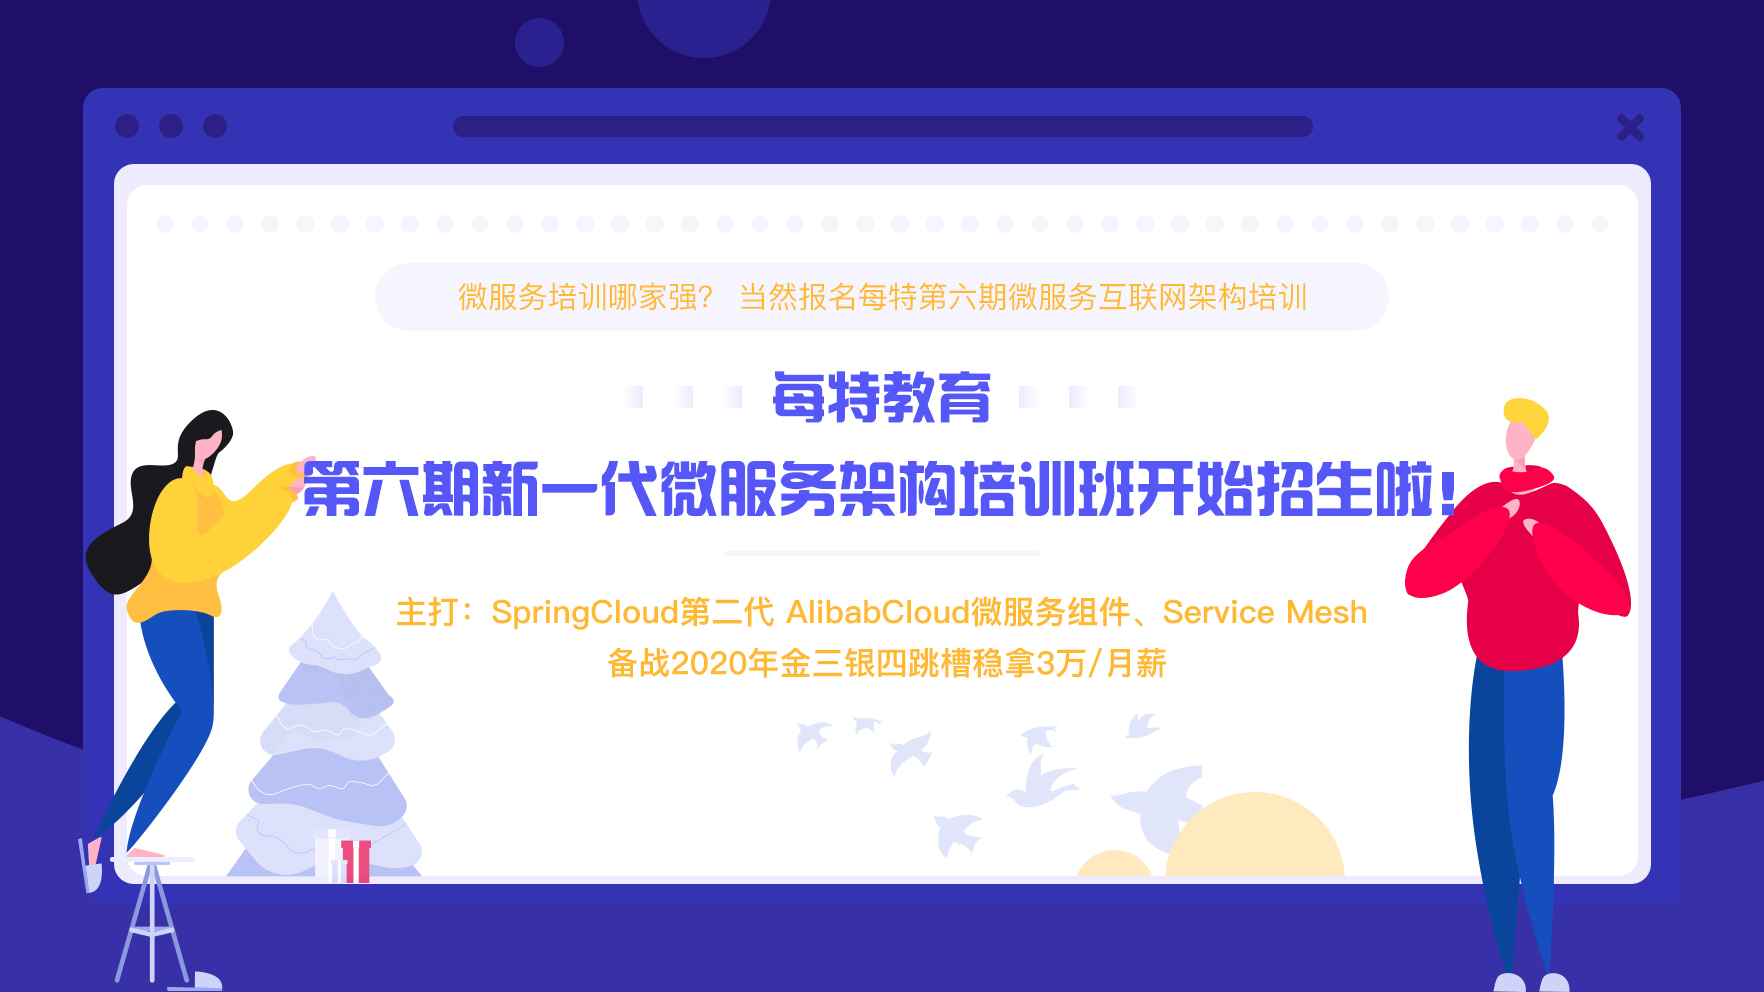 微服务培训哪家强？ 当然报名每特第六期微服务互联网架构培训
每特教育
第六期新一代微服务架构培训班开始招生啦！
主打：SpringCloud第二代 AlibabCloud微服务组件、Service Mesh
备战2020年金三银四跳槽稳拿3万/月薪